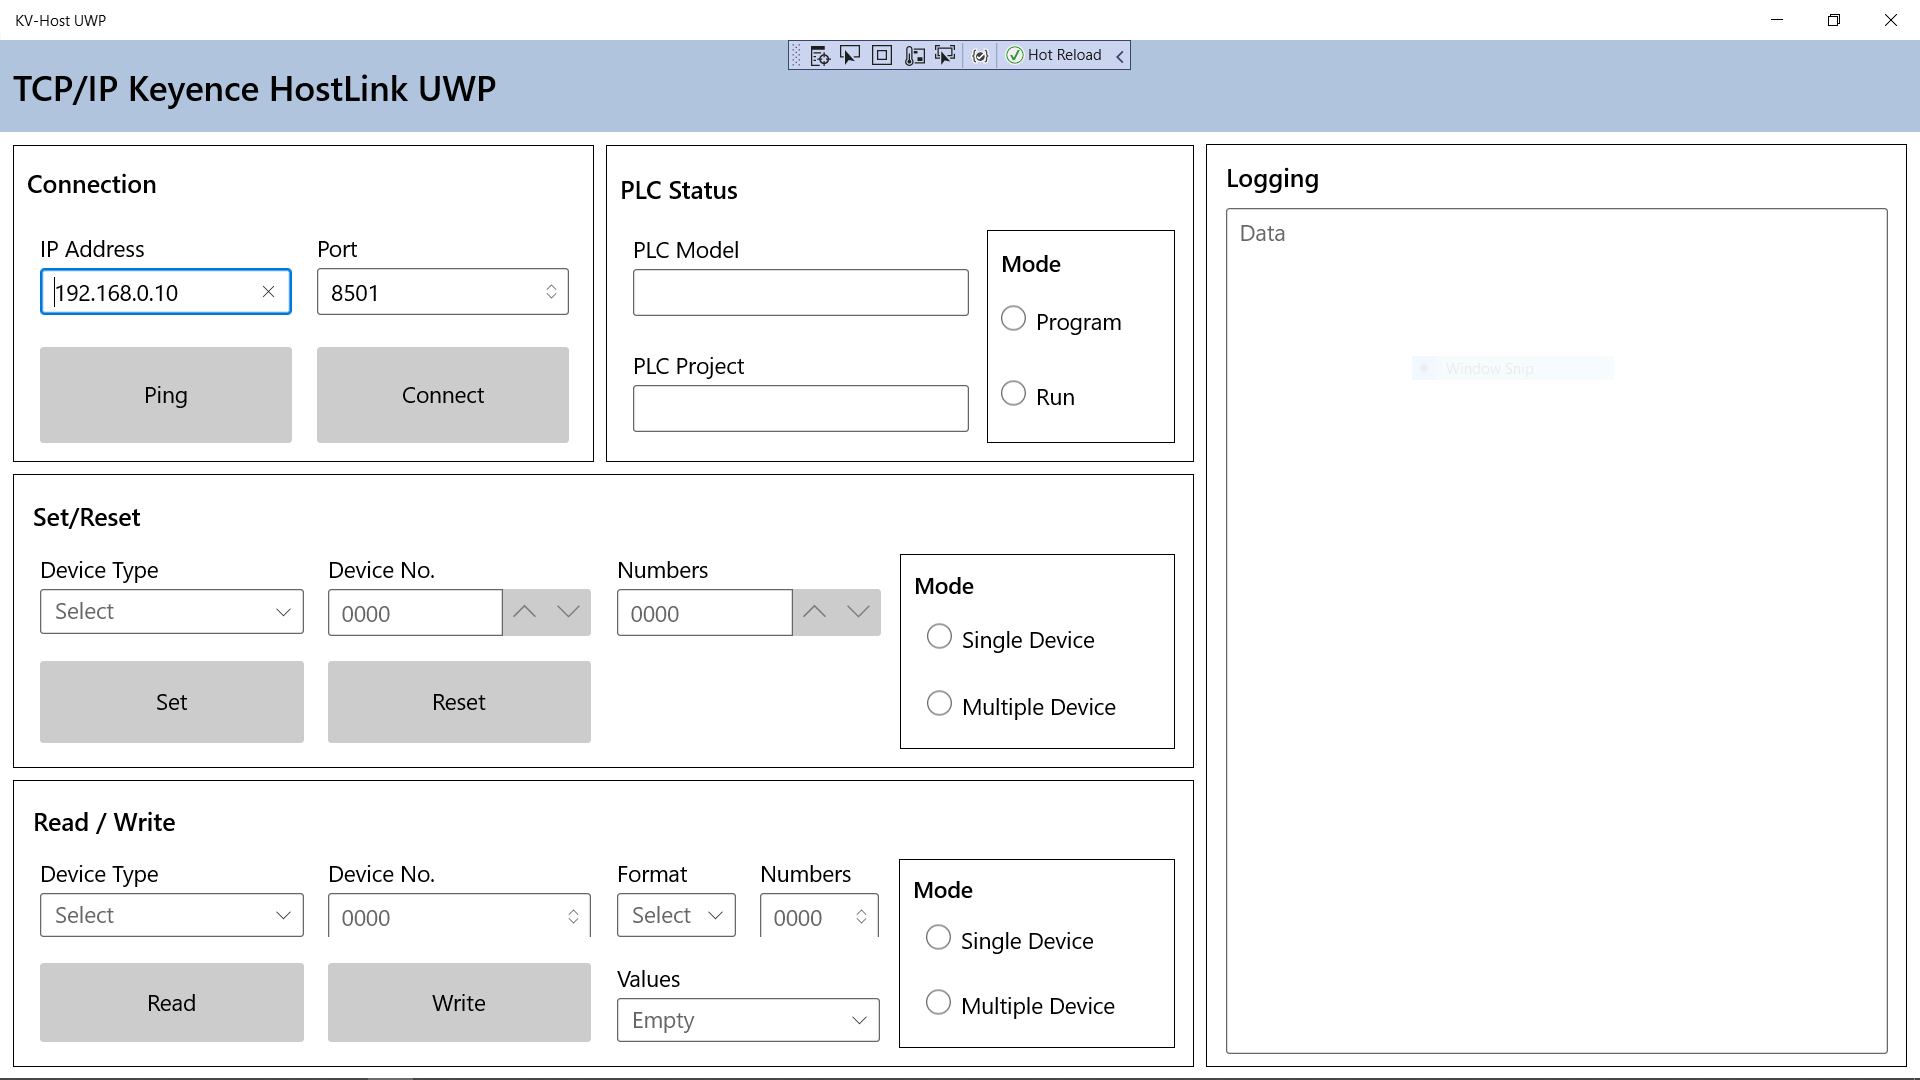 KV-Host UWP
Hot Reload
TCP/IP Keyence HostLink UWP
Connection
IP Address
Port
192.168.0.10
8501
Ping
Connect
PLC Status
PLC Model
PLC Project
Mode
Program
Run
Logging
Data
Window Snip
Set/Reset
Device Type
Device No.
Numbers
Select
0000
0000
Set
Reset
Mode
Single Device
Multiple Device
Read / Write
Device Type
Device No.
Format
Numbers
Select
0000
Select
0000
Read
Write
Values
Empty
Mode
Single Device
Multiple Device